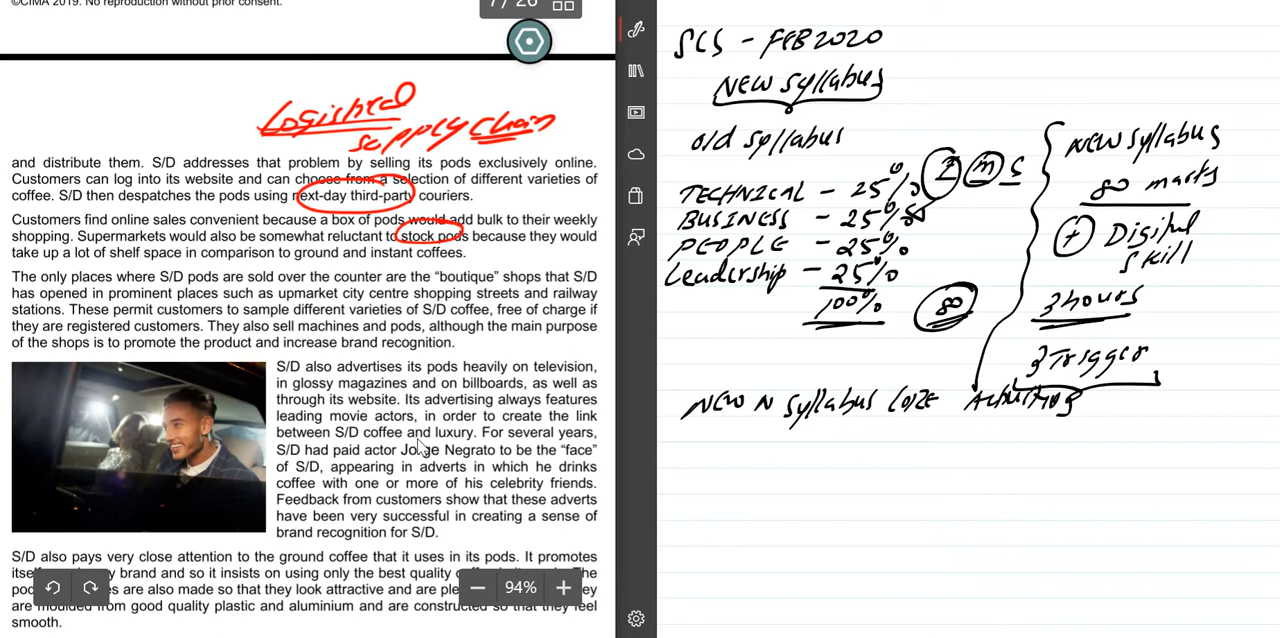 ©CIMA 2019. No reproduction without prior consent.
7 / 26
Logistical
supply chain
and distribute them. S/D addresses that problem by selling its pods exclusively online.
Customers can log into its website and can choose from a selection of different varieties of
coffee. S/D then despatches the pods using next-day third-party couriers.
Customers find online sales convenient because a box of pods would add bulk to their weekly
shopping. Supermarkets would also be somewhat reluctant to stock pods because they would
take up a lot of shelf space in comparison to ground and instant coffees.
The only places where S/D pods are sold over the counter are the “boutique” shops that S/D
has opened in prominent places such as upmarket city centre shopping streets and railway
stations. These permit customers to sample different varieties of S/D coffee, free of charge if
they are registered customers. They also sell machines and pods, although the main purpose
of the shops is to promote the product and increase brand recognition.
S/D also advertises its pods heavily on television,
in glossy magazines and on billboards, as well as
through its website. Its advertising always features
leading movie actors, in order to create the link
between S/D coffee and luxury. For several years,
S/D had paid actor Jorge Negrato to be the “face”
of S/D, appearing in adverts in which he drinks
coffee with one or more of his celebrity friends.
Feedback from customers show that these adverts
have been very successful in creating a sense of
brand recognition for S/D.
S/D also pays very close attention to the ground coffee that it uses in its pods. It promotes
brand and so it insists on using only the best quality
are also made so that they look attractive and are
are moulded from good quality plastic and aluminium and are constructed so that they feel
smooth.
94%
SCS - FEB 2020
NEW syllabus
old syllabus
TECHNICAL - 25%
BUSINESS - 25%
PEOPLE - 25%
Leadership - 25%
100%
80
E M S
NEW syllabus
80 marks
+ Digital
skill
3 hours
3 Trigger
NEW N syllabus core Activities